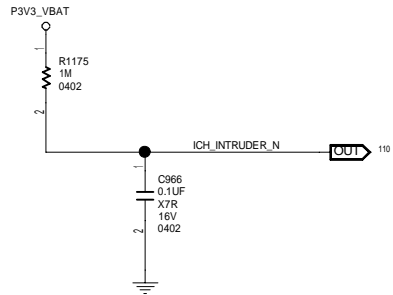 P3V3_VBAT
1
R1175
1M
0402
2
ICH_INTRUDER_N
OUT
110
1
C966
0.1UF
X7R
16V
0402
2